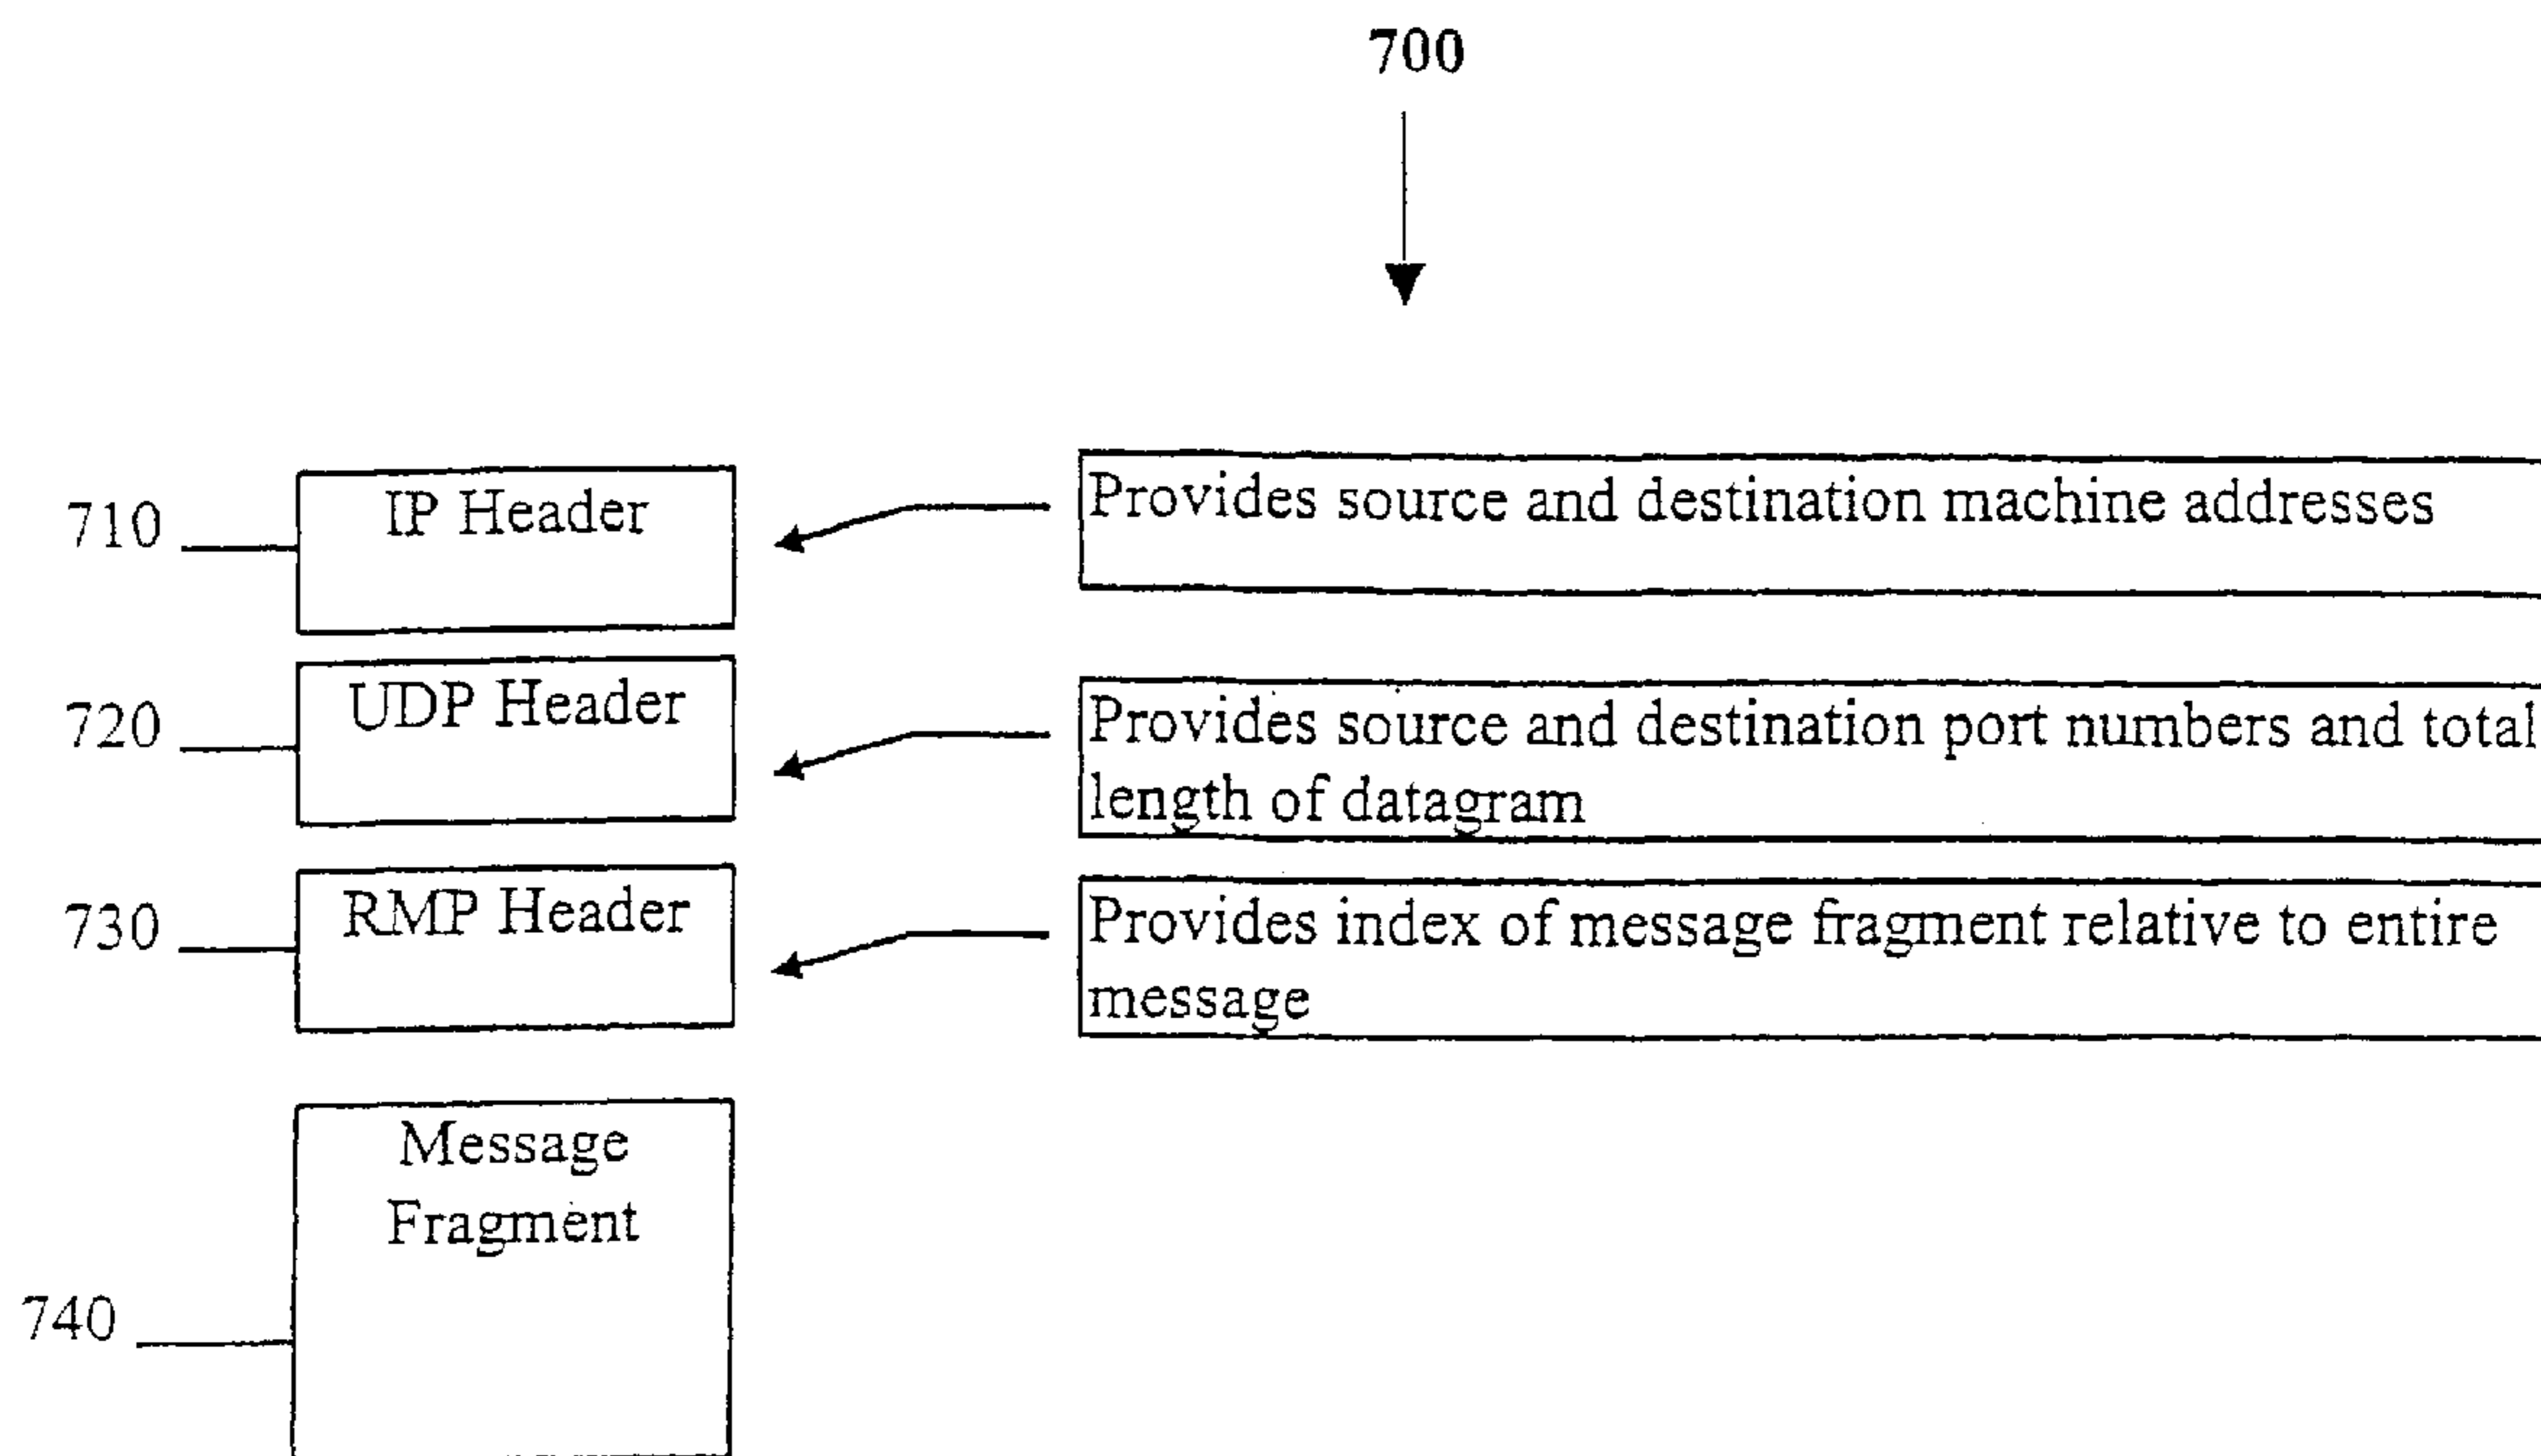 700
710
IP Header
Provides source and destination machine addresses
720
UDP Header
Provides source and destination port numbers and total
length of datagram
730
RMP Header
Provides index of message fragment relative to entire
message
Message
Fragment
740